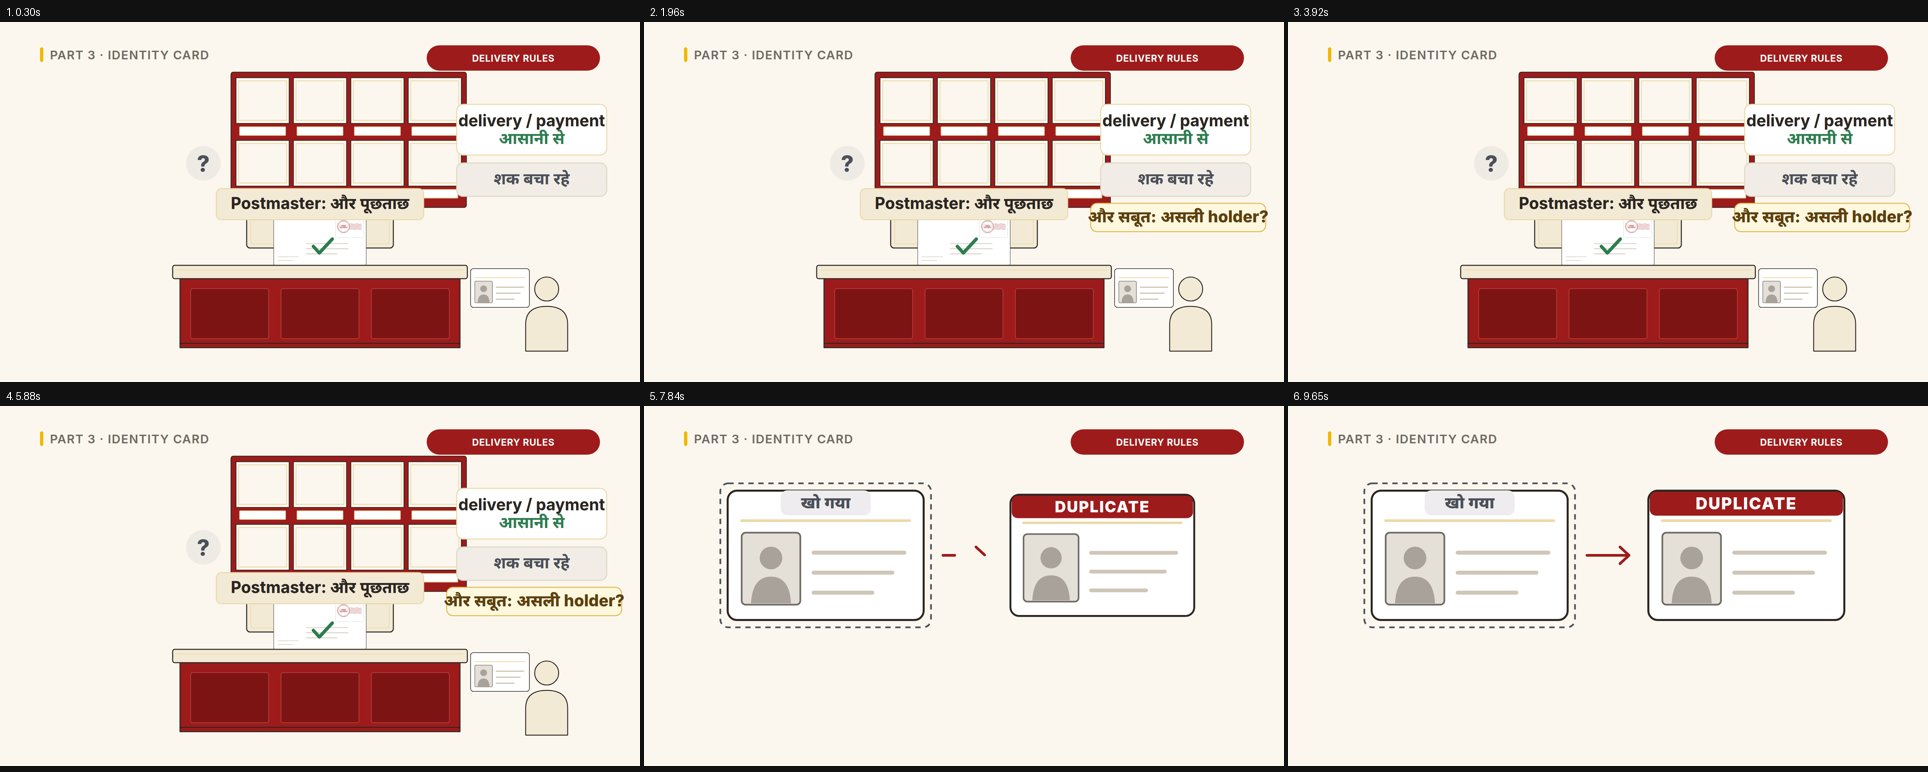 1. 0.30s
PART 3 · IDENTITY CARD
DELIVERY RULES
delivery / payment
आसानी से
?
शक बचा रहे
Postmaster: और पूछताछ
2. 1.96s
PART 3 · IDENTITY CARD
DELIVERY RULES
delivery / payment
आसानी से
?
शक बचा रहे
Postmaster: और पूछताछ
और सबूत: असली holder?
3. 3.92s
PART 3 · IDENTITY CARD
DELIVERY RULES
delivery / payment
आसानी से
?
शक बचा रहे
Postmaster: और पूछताछ
और सबूत: असली holder?
4. 5.88s
PART 3 · IDENTITY CARD
DELIVERY RULES
delivery / payment
आसानी से
?
शक बचा रहे
Postmaster: और पूछताछ
और सबूत: असली holder?
5. 7.84s
PART 3 · IDENTITY CARD
DELIVERY RULES
खो गया
DUPLICATE
6. 9.65s
PART 3 · IDENTITY CARD
DELIVERY RULES
खो गया
DUPLICATE